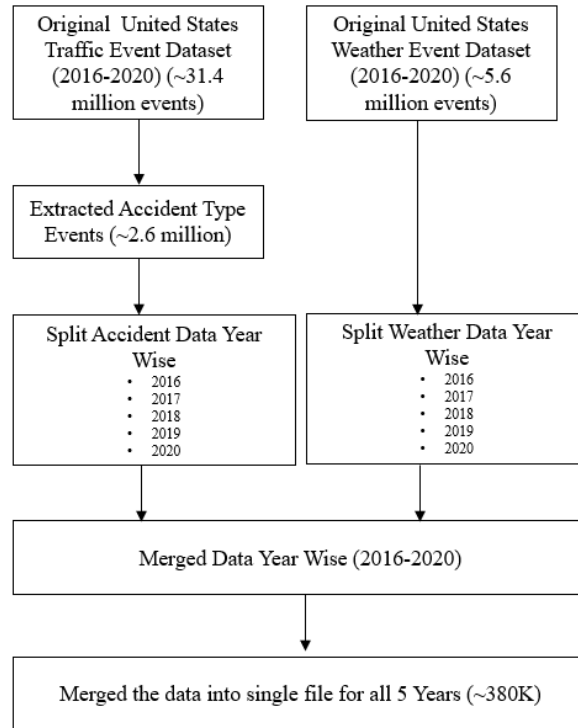 Original United States
Traffic Event Dataset
(2016-2020) (~31.4
million events)
Original United States
Weather Event Dataset
(2016-2020) (~5.6
million events)
Extracted Accident Type
Events (~2.6 million)
Split Accident Data Year
Wise
• 2016
• 2017
• 2018
• 2019
• 2020
Split Weather Data Year
Wise
• 2016
• 2017
• 2018
• 2019
• 2020
Merged Data Year Wise (2016-2020)
Merged the data into single file for all 5 Years (~380K)